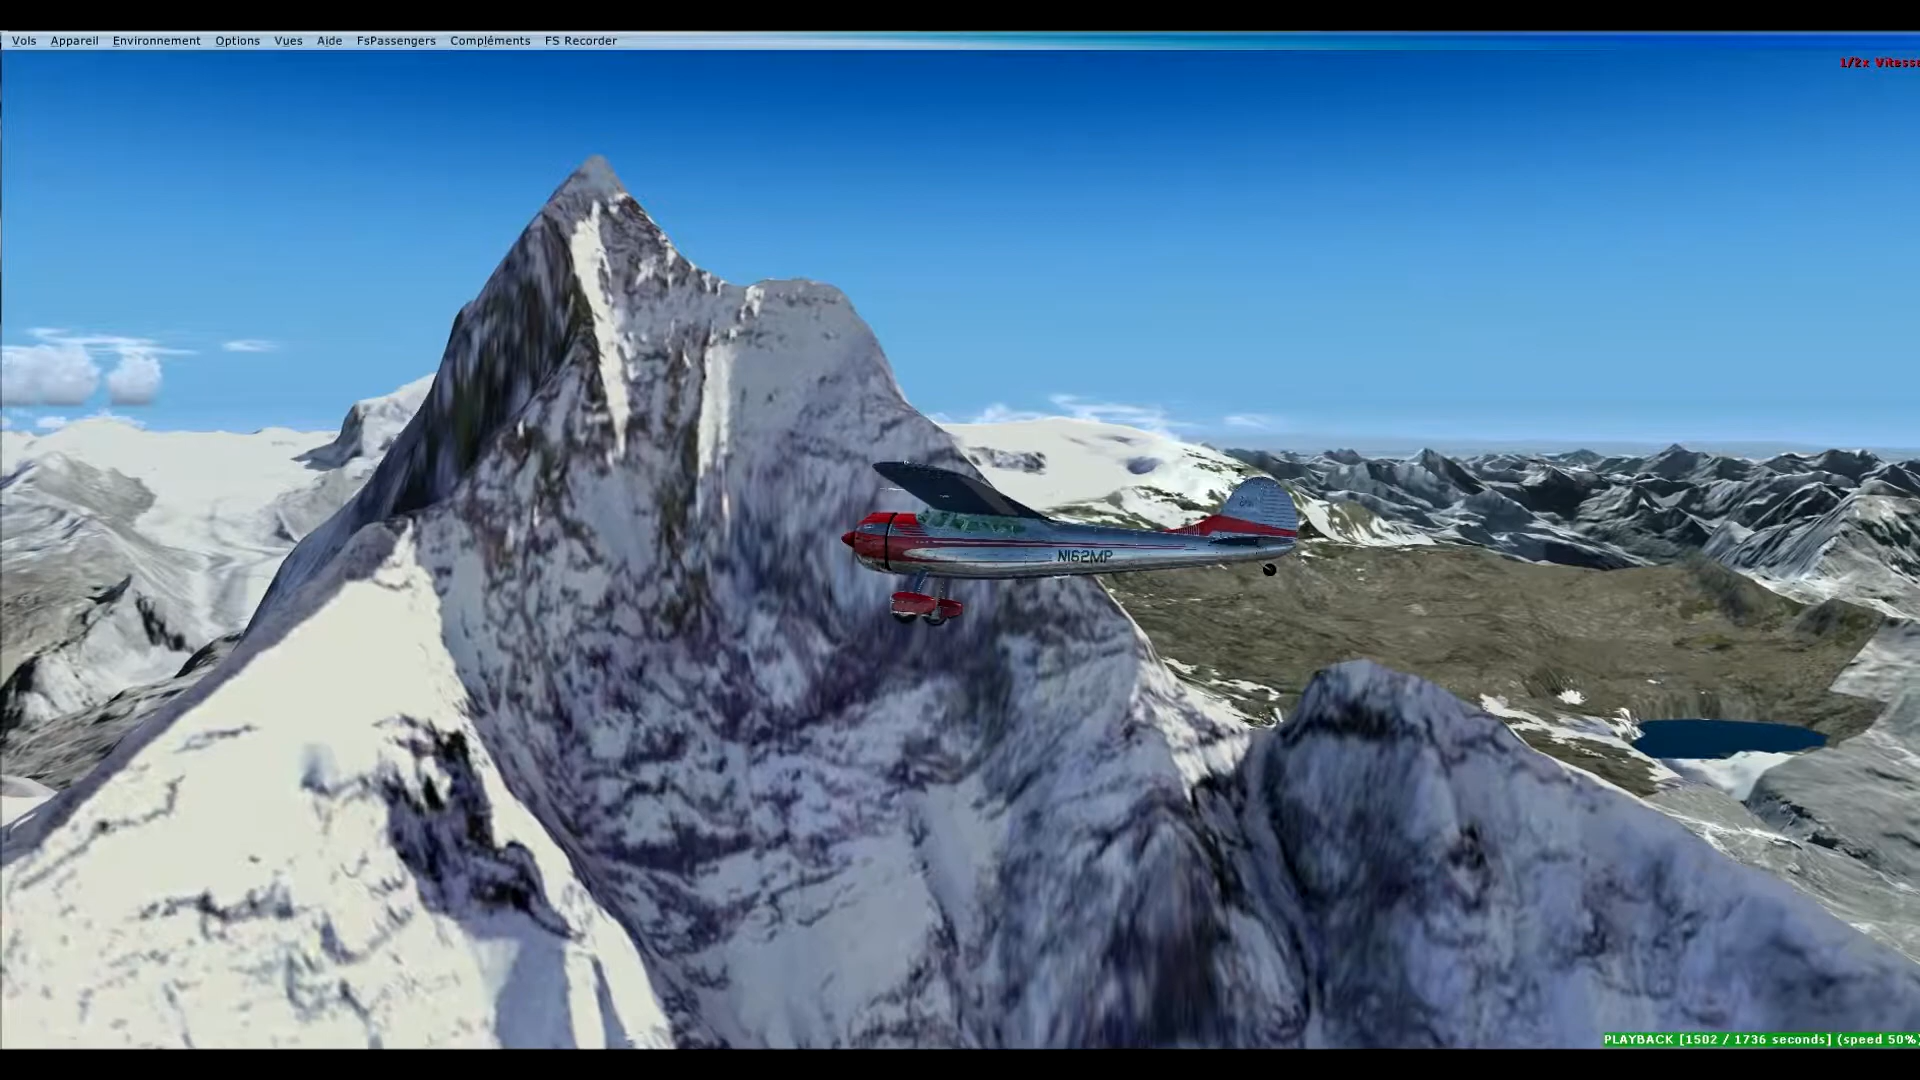 Vols Appareil Environnement Options Vues Aide FsPassengers Compléments FS Recorder
1/2x Vitesse
N162MP
PLAYBACK [1502 / 1736 seconds] (speed 50%)